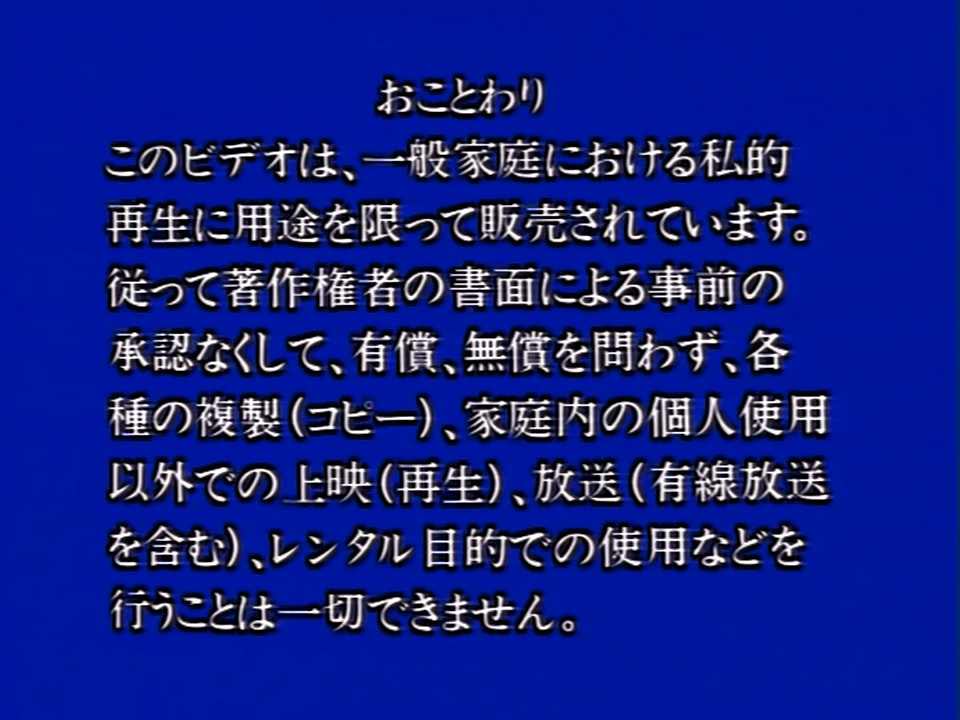 おことわり
このビデオは、一般家庭における私的
再生に用途を限って販売されています。
従って著作権者の書面による事前の
承認なくして、有償、無償を問わず、各
種の複製(コピー)、家庭内の個人使用
以外での上映(再生)、放送(有線放送
を含む)、レンタル目的での使用などを
行うことは一切できません。